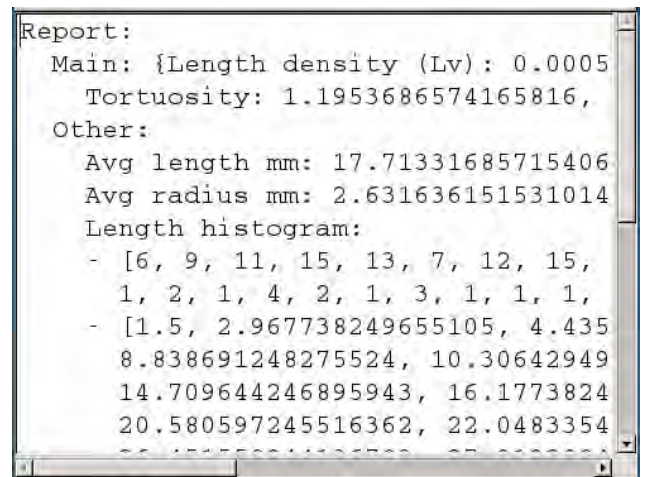 Report:
Main: {Length density (Lv): 0.0005
Tortuosity: 1.1953686574165816,
Other:
Avg length mm: 17.71331685715406
Avg radius mm: 2.631636151531014
Length histogram:
- [6, 9, 11, 15, 13, 7, 12, 15,
1, 2, 1, 4, 2, 1, 3, 1, 1, 1,
- [1.5, 2.967738249655105, 4.435
8.838691248275524, 10.30642949
14.709644246895943, 16.1773824
20.580597245516362, 22.0483354